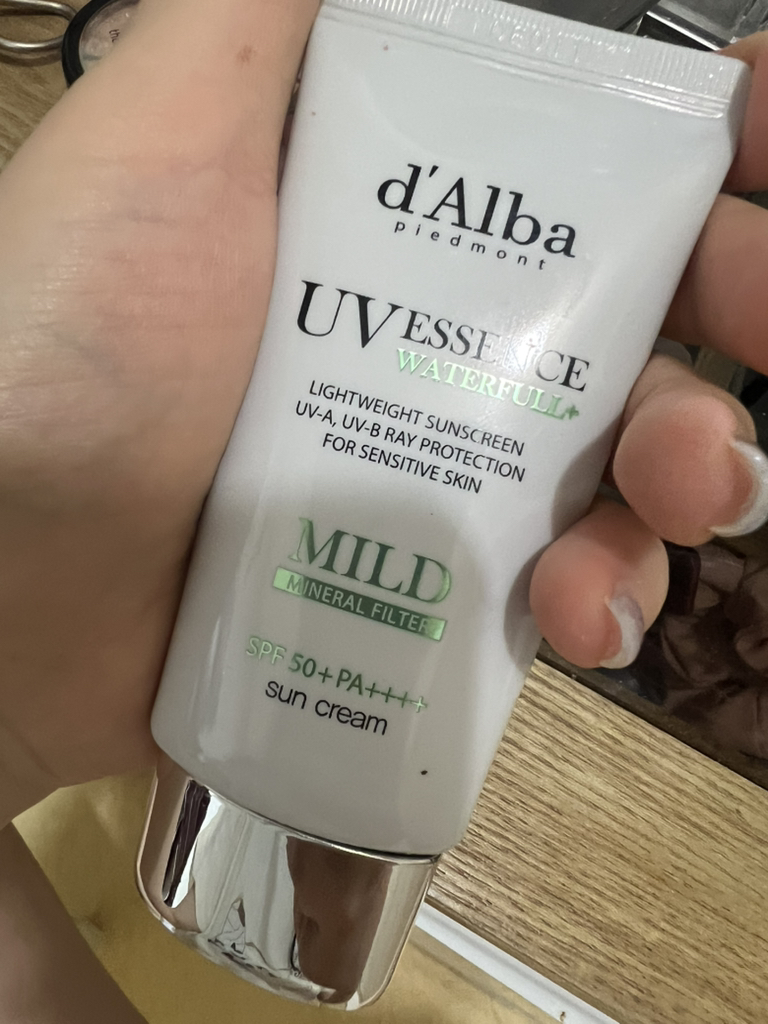 d'Alba
piedmont
UV ESSENCE
WATERFULL+
LIGHTWEIGHT SUNSCREEN
UV-A, UV-B RAY PROTECTION
FOR SENSITIVE SKIN
MILD
MINERAL FILTER
SPF 50+ PA++++
sun cream